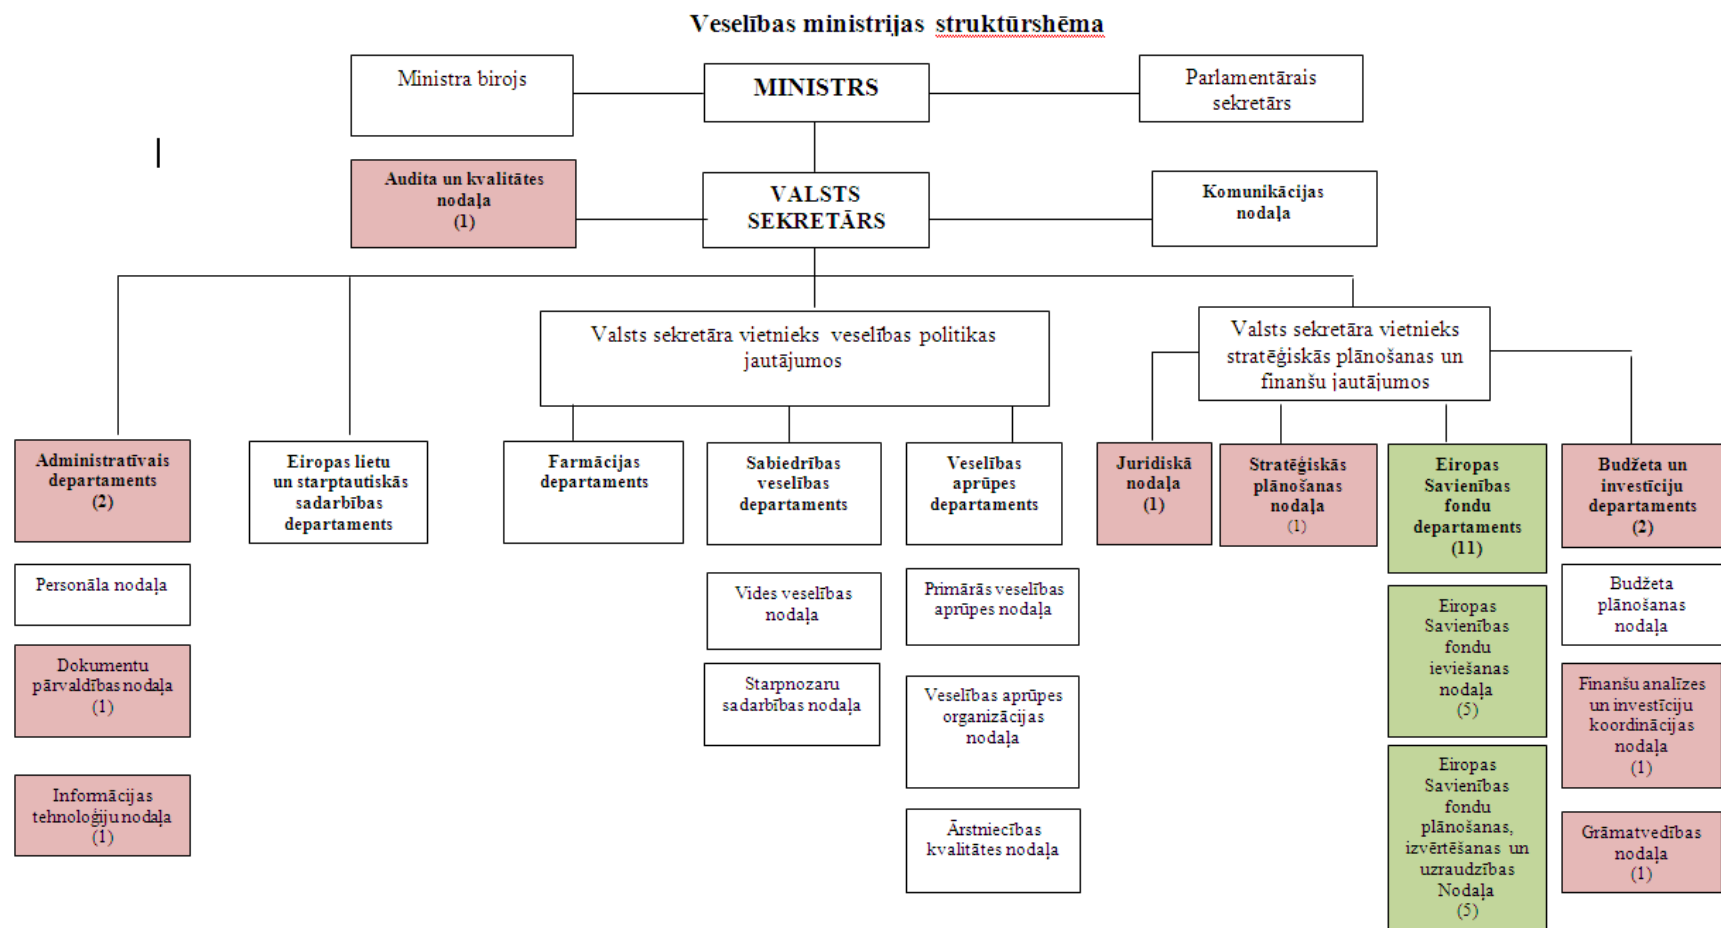 Veselības ministrijas struktūrshēma
Ministra birojs
MINISTRS
Parlamentārais
sekretārs
Audita un kvalitātes
nodaļa
(1)
VALSTS
SEKRETĀRS
Komunikācijas
nodaļa
Valsts sekretāra vietnieks veselības politikas
jautājumos
Valsts sekretāra vietnieks
stratēģiskās plānošanas un
finanšu jautājumos
Administratīvais
departaments
(2)
Eiropas lietu
un starptautiskās
sadarbības
departaments
Farmācijas
departaments
Sabiedrības
veselības
departaments
Veselības
aprūpes
departaments
Juridiskā
nodaļa
(1)
Stratēģiskās
plānošanas
nodaļa
(1)
Eiropas
Savienības
fondu
departaments
(11)
Budžeta un
investīciju
departaments
(2)
Personāla nodaļa
Dokumentu
pārvaldības nodaļa
(1)
Informācijas
tehnoloģiju nodaļa
(1)
Vides veselības
nodaļa
Starpnozaru
sadarbības nodaļa
Primārās veselības
aprūpes nodaļa
Veselības aprūpes
organizācijas
nodaļa
Ārstniecības
kvalitātes nodaļa
Eiropas
Savienības
fondu
ieviešanas
nodaļa
(5)
Eiropas
Savienības
fondu
plānošanas,
izvērtēšanas un
uzraudzības
Nodaļa
(5)
Budžeta
plānošanas
nodaļa
Finanšu analīzes
un investīciju
koordinācijas
nodaļa
(1)
Grāmatvedības
nodaļa
(1)